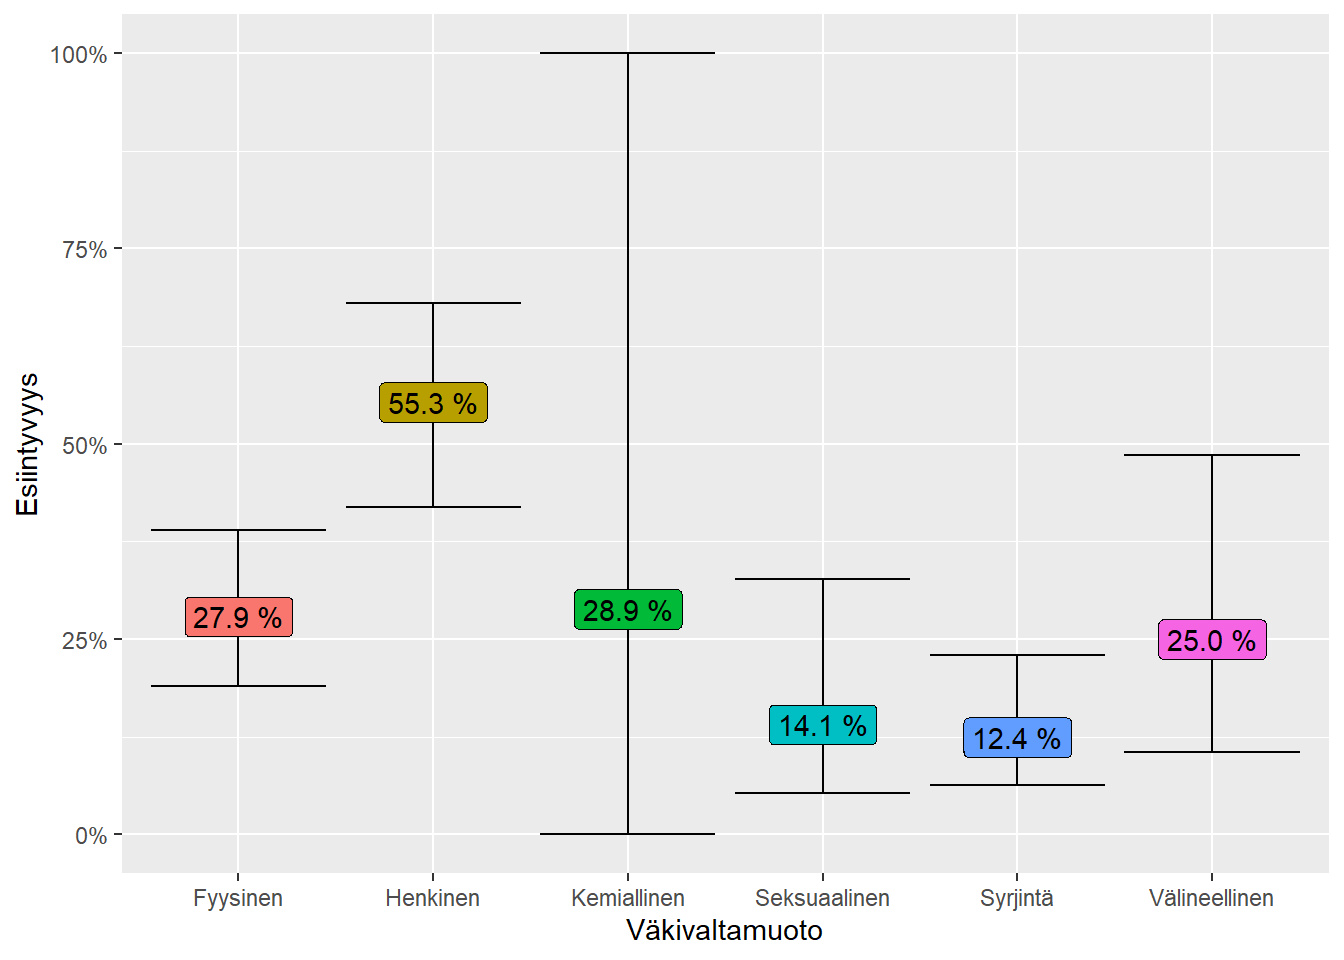 100%
75%
50%
25%
0%
Esiintyvyys
27.9 %
55.3 %
28.9 %
14.1 %
12.4 %
25.0 %
Fyysinen
Henkinen
Kemiallinen
Seksuaalinen
Syrjintä
Välineellinen
Väkivaltamuoto